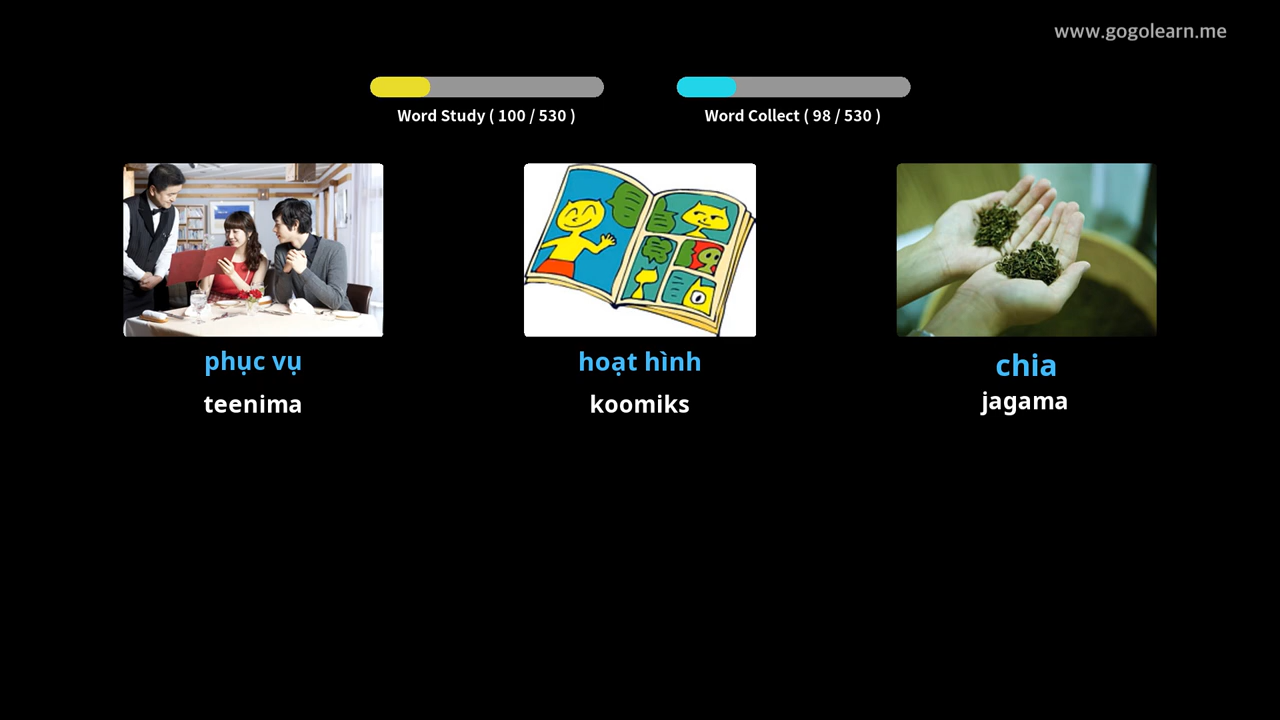 www.gogolearn.me
Word Study ( 100 / 530 )
Word Collect ( 98 / 530 )
phục vụ
teenima
hoạt hình
koomiks
chia
jagama